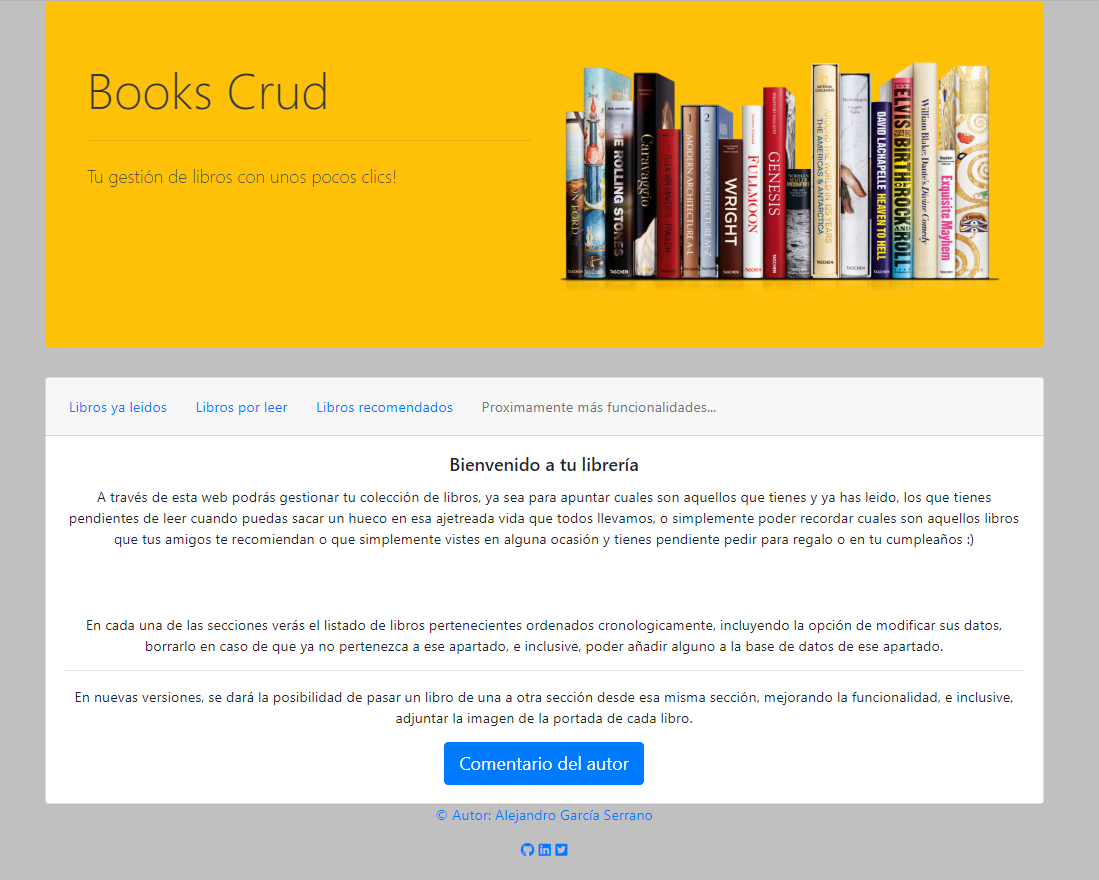 Books Crud
Tu gestión de libros con unos pocos clics!
THE ROLLING STONES
Caravaggio
1 MODERN ARCHITECTURE A-L
2 MODERN ARCHITECTURE M-Z
WRIGHT
FULLMOON
GENESIS
MOONFIRE
AROUND THE WORLD IN 125 YEARS
THE AMERICAS & ANTARCTICA
DAVID LACHAPELLE HEAVEN TO HELL
ELVIS AND THE BIRTH OF ROCK AND ROLL
William Blake: Dante's Divine Comedy
Exquisite Mayhem
TASCHEN
Libros ya leidos
Libros por leer
Libros recomendados
Proximamente más funcionalidades...
Bienvenido a tu librería
A través de esta web podrás gestionar tu colección de libros, ya sea para apuntar cuales son aquellos que tienes y ya has leido, los que tienes
pendientes de leer cuando puedas sacar un hueco en esa ajetreada vida que todos llevamos, o simplemente poder recordar cuales son aquellos libros
que tus amigos te recomiendan o que simplemente vistes en alguna ocasión y tienes pendiente pedir para regalo o en tu cumpleaños :)
En cada una de las secciones verás el listado de libros pertenecientes ordenados cronologicamente, incluyendo la opción de modificar sus datos,
borrarlo en caso de que ya no pertenezca a ese apartado, e inclusive, poder añadir alguno a la base de datos de ese apartado.
En nuevas versiones, se dará la posibilidad de pasar un libro de una a otra sección desde esa misma sección, mejorando la funcionalidad, e inclusive,
adjuntar la imagen de la portada de cada libro.
Comentario del autor
© Autor: Alejandro García Serrano